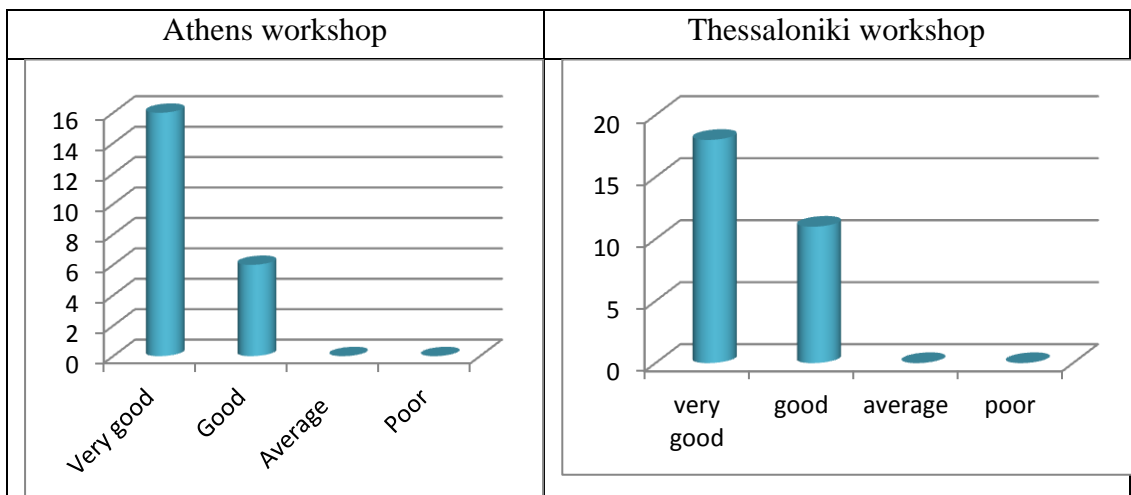 Athens workshop
Thessaloniki workshop
16
14
12
10
8
6
4
2
0
Very good
Good
Average
Poor
20
15
10
5
0
very
good
good
average
poor